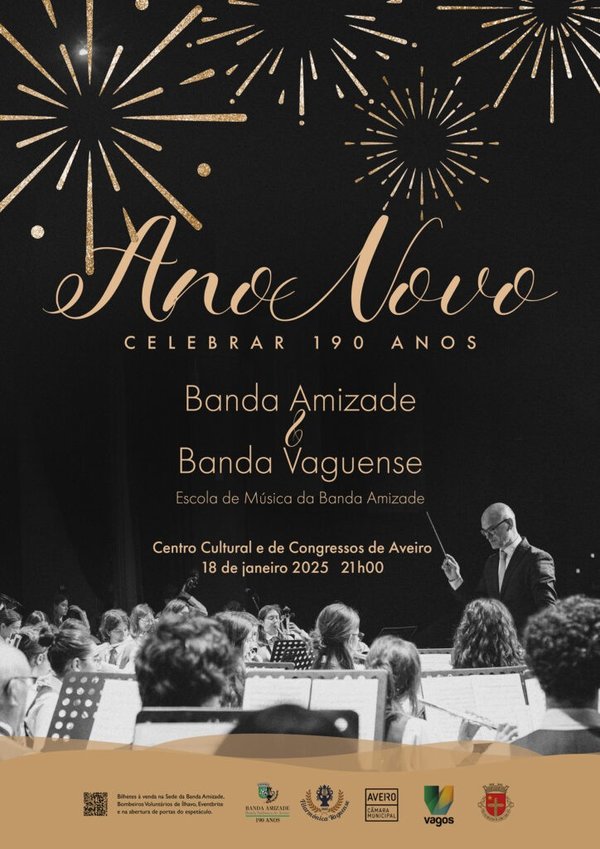 Ano Novo
CELEBRAR 190 ANOS
Banda Amizade
&
Banda Vaguense
Escola de Música da Banda Amizade
Centro Cultural e de Congressos de Aveiro
18 de janeiro 2025 21h00
Bilhetes à venda na Sede da Banda Amizade,
Bombeiros Voluntários de Ílhavo, Eventbrite
e na abertura de portas do espetáculo.
BANDA AMIZADE
190 ANOS
Filarmónica Vaguense
AVEIRO
CÂMARA
MUNICIPAL
vagos